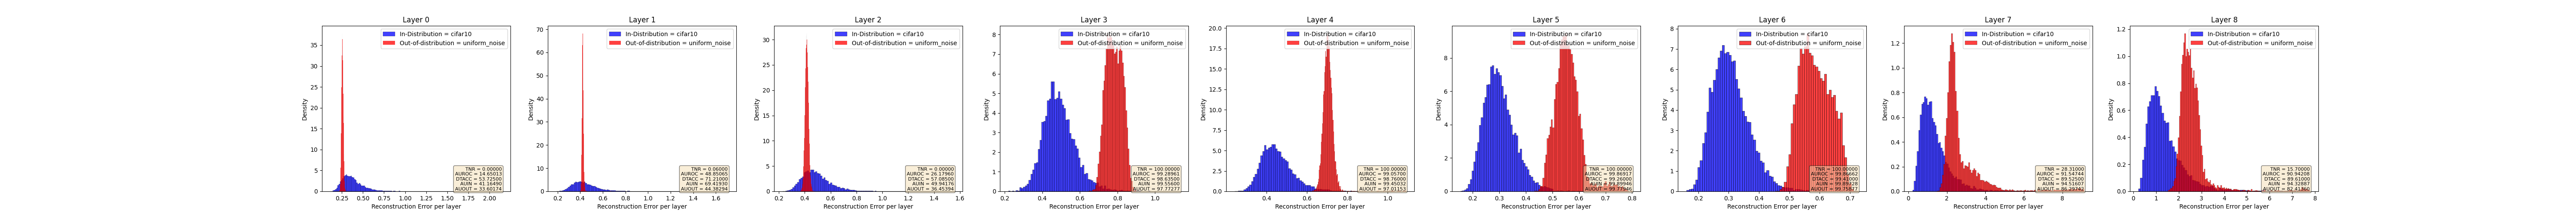 Layer 0
In-Distribution = cifar10
Out-of-distribution = uniform_noise
TNR = 0.00000
AUROC = 14.65013
DTACC = 53.72500
AUIN = 41.16490
AUOUT = 33.60174
Density
Reconstruction Error per layer
Layer 1
In-Distribution = cifar10
Out-of-distribution = uniform_noise
TNR = 0.06000
AUROC = 48.85065
DTACC = 71.21000
AUIN = 69.41930
AUOUT = 44.38294
Density
Reconstruction Error per layer
Layer 2
In-Distribution = cifar10
Out-of-distribution = uniform_noise
TNR = 0.00000
AUROC = 26.17960
DTACC = 57.08500
AUIN = 49.94176
AUOUT = 36.45394
Density
Reconstruction Error per layer
Layer 3
In-Distribution = cifar10
Out-of-distribution = uniform_noise
TNR = 100.00000
AUROC = 99.28961
DTACC = 98.63500
AUIN = 99.55600
AUOUT = 97.77277
Density
Reconstruction Error per layer
Layer 4
In-Distribution = cifar10
Out-of-distribution = uniform_noise
TNR = 100.00000
AUROC = 99.05700
DTACC = 98.76000
AUIN = 99.45032
AUOUT = 97.01153
Density
Reconstruction Error per layer
Layer 5
In-Distribution = cifar10
Out-of-distribution = uniform_noise
TNR = 100.00000
AUROC = 99.86917
DTACC = 99.26000
Density
Reconstruction Error per layer
Layer 6
In-Distribution = cifar10
Out-of-distribution = uniform_noise
Density
Reconstruction Error per layer
Layer 7
In-Distribution = cifar10
Out-of-distribution = uniform_noise
TNR = 28.31000
AUROC = 91.54744
DTACC = 89.52500
AUIN = 94.51607
Density
Reconstruction Error per layer
Layer 8
In-Distribution = cifar10
Out-of-distribution = uniform_noise
TNR = 15.70000
AUROC = 90.94208
DTACC = 89.61000
AUIN = 94.32887
Density
Reconstruction Error per layer